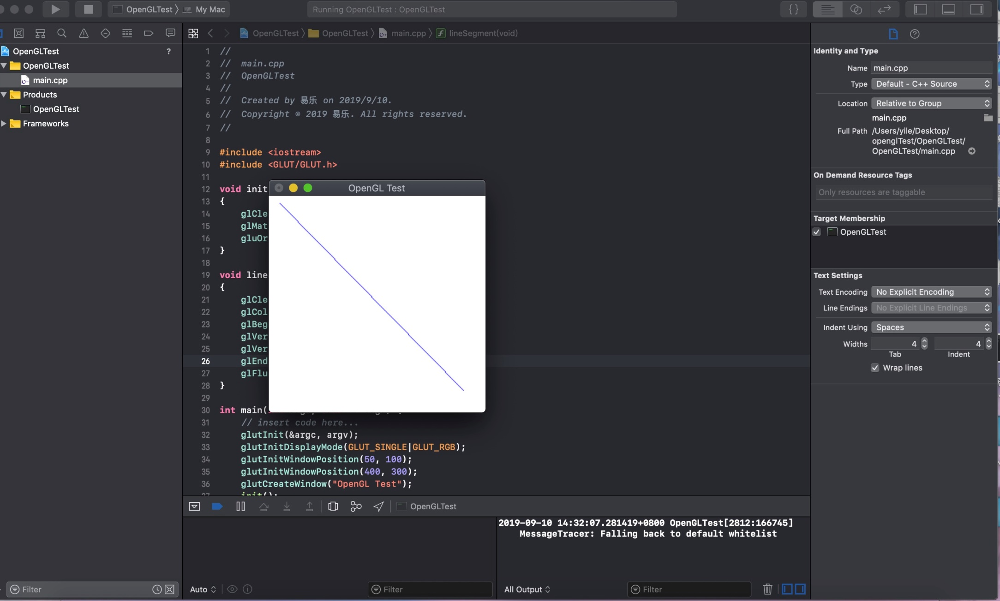 OpenGLTest 〉 My Mac
Running OpenGLTest : OpenGLTest
{}
OpenGLTest 〉 OpenGLTest 〉 main.cpp 〉 f lineSegment(void)
OpenGLTest ?
OpenGLTest
main.cpp
Products
OpenGLTest
Frameworks
1 //
2 // main.cpp
3 // OpenGLTest
4 //
5 // Created by 易乐 on 2019/9/10.
6 // Copyright © 2019 易乐. All rights reserved.
7 //
8
9 #include <iostream>
10 #include <GLUT/GLUT.h>
11
12 void init
13 {
14 glCle
15 glMat
16 gluOr
17 }
18
19 void line
20 {
21 glCle
22 glCol
23 glBeg
24 glVer
25 glVer
26 glEnd
27 glFlu
28 }
29
30 int main(
31 // insert code here...
32 glutInit(&argc, argv);
33 glutInitDisplayMode(GLUT_SINGLE|GLUT_RGB);
34 glutInitWindowPosition(50, 100);
35 glutInitWindowPosition(400, 300);
36 glutCreateWindow("OpenGL Test");
37 init();
OpenGL Test
OpenGLTest
2019-09-10 14:32:07.281419+0800 OpenGLTest[2812:166745]
MessageTracer: Falling back to default whitelist
Filter
Auto
Filter
All Output
Filter
Identity and Type
Name main.cpp
Type Default - C++ Source
Location Relative to Group
main.cpp
Full Path /Users/yile/Desktop/
openglTest/OpenGLTest/
OpenGLTest/main.cpp
On Demand Resource Tags
Only resources are taggable
Target Membership
OpenGLTest
Text Settings
Text Encoding No Explicit Encoding
Line Endings No Explicit Line Endings
Indent Using Spaces
Widths 4 4
Tab Indent
Wrap lines